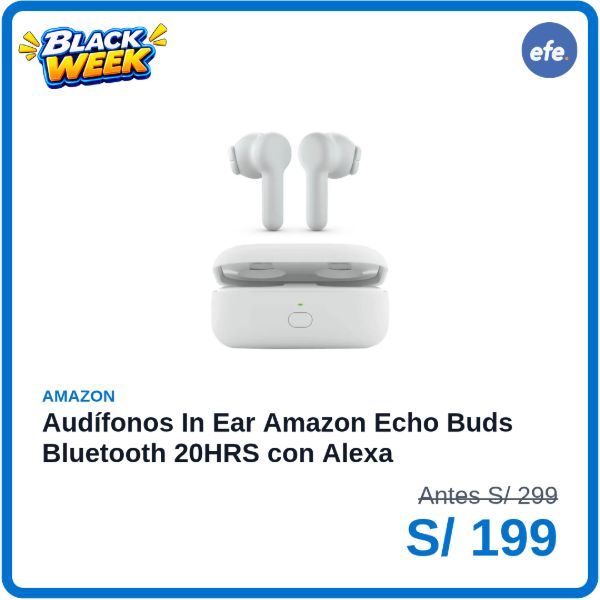 BLACK
WEEK
efe.
AMAZON
Audífonos In Ear Amazon Echo Buds
Bluetooth 20HRS con Alexa
Antes S/ 299
S/ 199